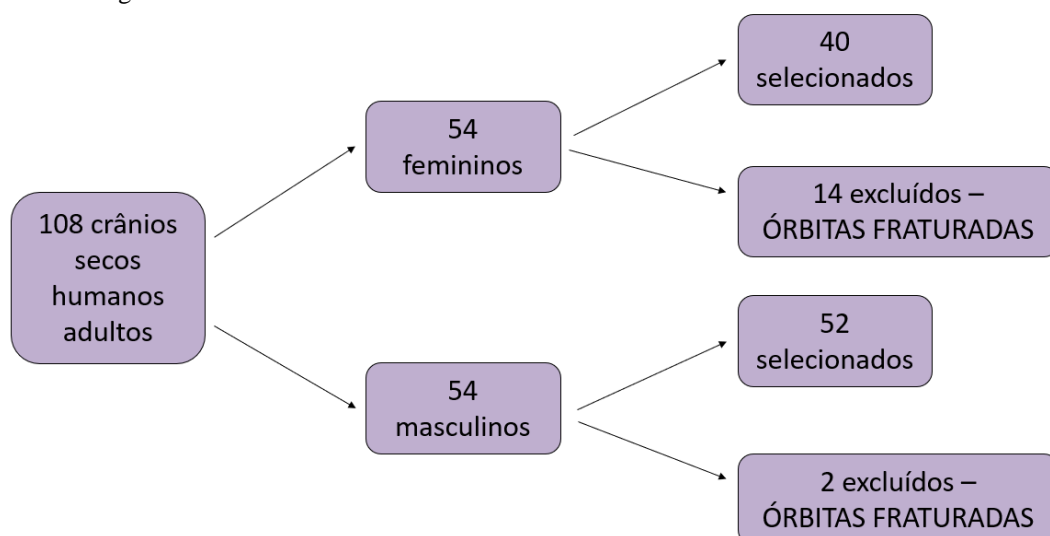 108 crânios
secos
humanos
adultos
54
femininos
40
selecionados
14 excluídos –
ÓRBITAS FRATURADAS
54
masculinos
52
selecionados
2 excluídos –
ÓRBITAS FRATURADAS